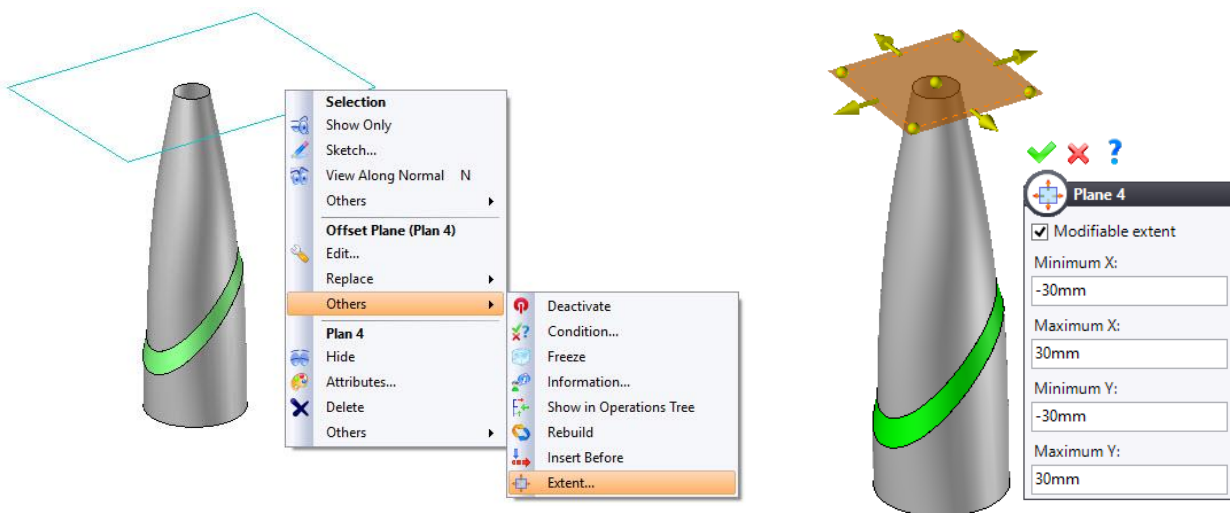 Selection
Show Only
Sketch...
View Along Normal N
Others
Offset Plane (Plan 4)
Edit...
Replace
Others
Plan 4
Hide
Attributes...
Delete
Others
Deactivate
Condition...
Freeze
Information...
Show in Operations Tree
Rebuild
Insert Before
Extent...
Plane 4
Modifiable extent
Minimum X:
-30mm
Maximum X:
30mm
Minimum Y:
-30mm
Maximum Y:
30mm